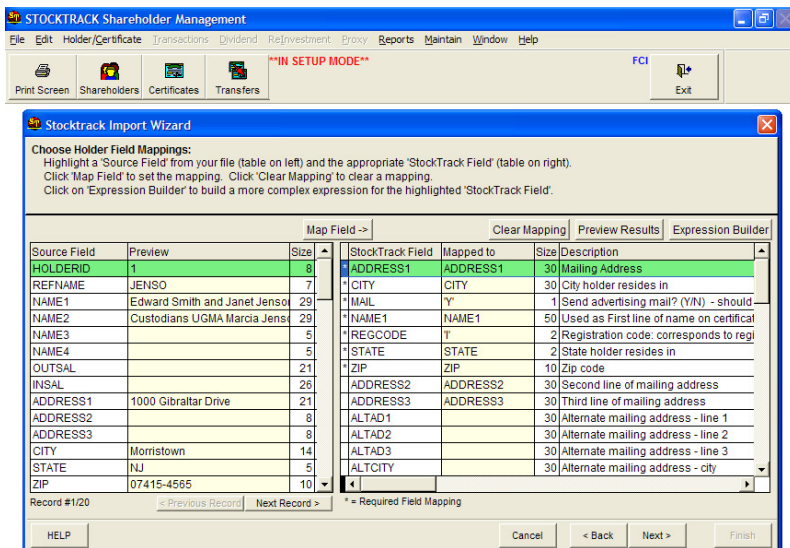 STOCKTRACK Shareholder Management
File Edit Holder/Certificate Transactions Dividend ReInvestment Proxy Reports Maintain Window Help
**IN SETUP MODE** FCI
Print Screen Shareholders Certificates Transfers Exit
Stocktrack Import Wizard
Choose Holder Field Mappings:
Highlight a 'Source Field' from your file (table on left) and the appropriate 'StockTrack Field' (table on right).
Click 'Map Field' to set the mapping. Click 'Clear Mapping' to clear a mapping.
Click on 'Expression Builder' to build a more complex expression for the highlighted 'StockTrack Field'.
Map Field -> Clear Mapping Preview Results Expression Builder
Source Field Preview Size StockTrack Field Mapped to Size Description
HOLDERID 1 8 * ADDRESS1 ADDRESS1 30 Mailing Address
REFNAME JENSO 7 * CITY CITY 30 City holder resides in
NAME1 Edward Smith and Janet Jenso 29 * MAIL 'Y' 1 Send advertising mail? (Y/N) - should
NAME2 Custodians UGMA Marcia Jens 29 * NAME1 NAME1 50 Used as First line of name on certificat
NAME3 5 * REGCODE 'I' 2 Registration code: corresponds to regi
NAME4 5 * STATE STATE 2 State holder resides in
OUTSAL 21 * ZIP ZIP 10 Zip code
INSAL 26 ADDRESS2 ADDRESS2 30 Second line of mailing address
ADDRESS1 1000 Gibraltar Drive 21 ADDRESS3 ADDRESS3 30 Third line of mailing address
ADDRESS2 8 ALTAD1 30 Alternate mailing address - line 1
ADDRESS3 8 ALTAD2 30 Alternate mailing address - line 2
CITY Morristown 14 ALTAD3 30 Alternate mailing address - line 3
STATE NJ 5 ALTCITY 30 Alternate mailing address - city
ZIP 07415-4565 10
Record #1/20 < Previous Record Next Record > * = Required Field Mapping
HELP Cancel < Back Next > Finish